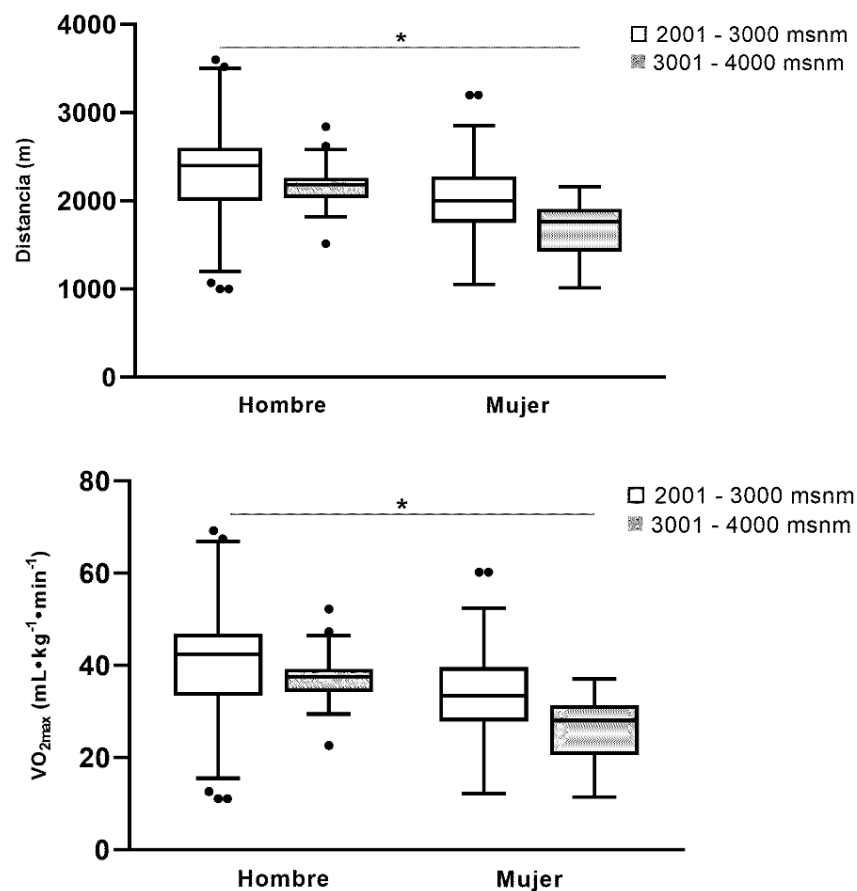 4000
3000
2000
1000
0
Distancia (m)
*
2001 - 3000 msnm
3001 - 4000 msnm
Hombre Mujer
80
60
40
20
0
VO2max (mL•kg-1•min-1)
*
2001 - 3000 msnm
3001 - 4000 msnm
Hombre Mujer